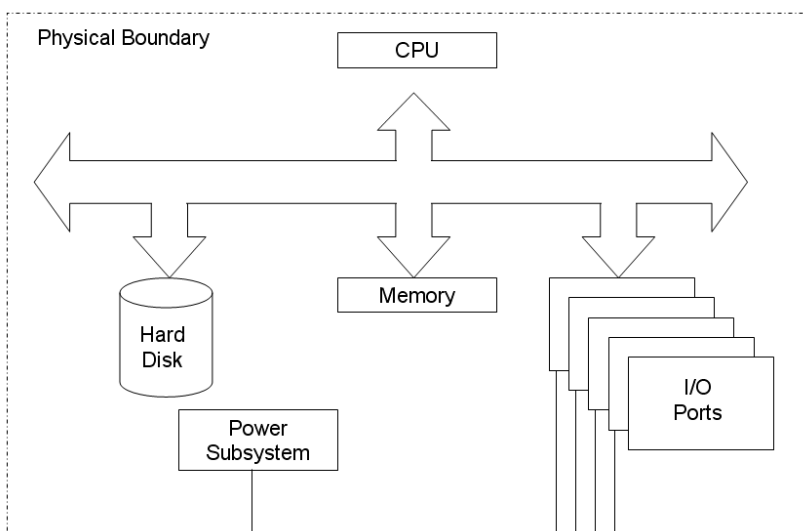 Physical Boundary
CPU
Memory
Hard
Disk
I/O
Ports
Power
Subsystem